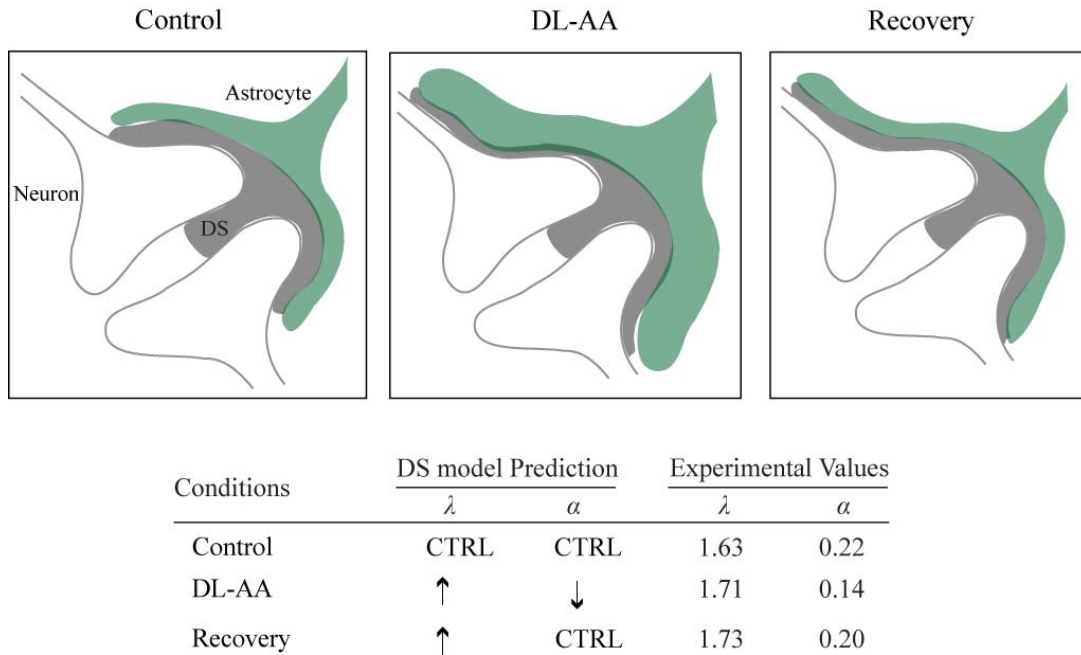 Control DL-AA Recovery
Astrocyte
Neuron
DS
DS model Prediction Experimental Values
Conditions
λ α λ α
Control CTRL CTRL 1.63 0.22
DL-AA ↑ ↓ 1.71 0.14
Recovery ↑ CTRL 1.73 0.20